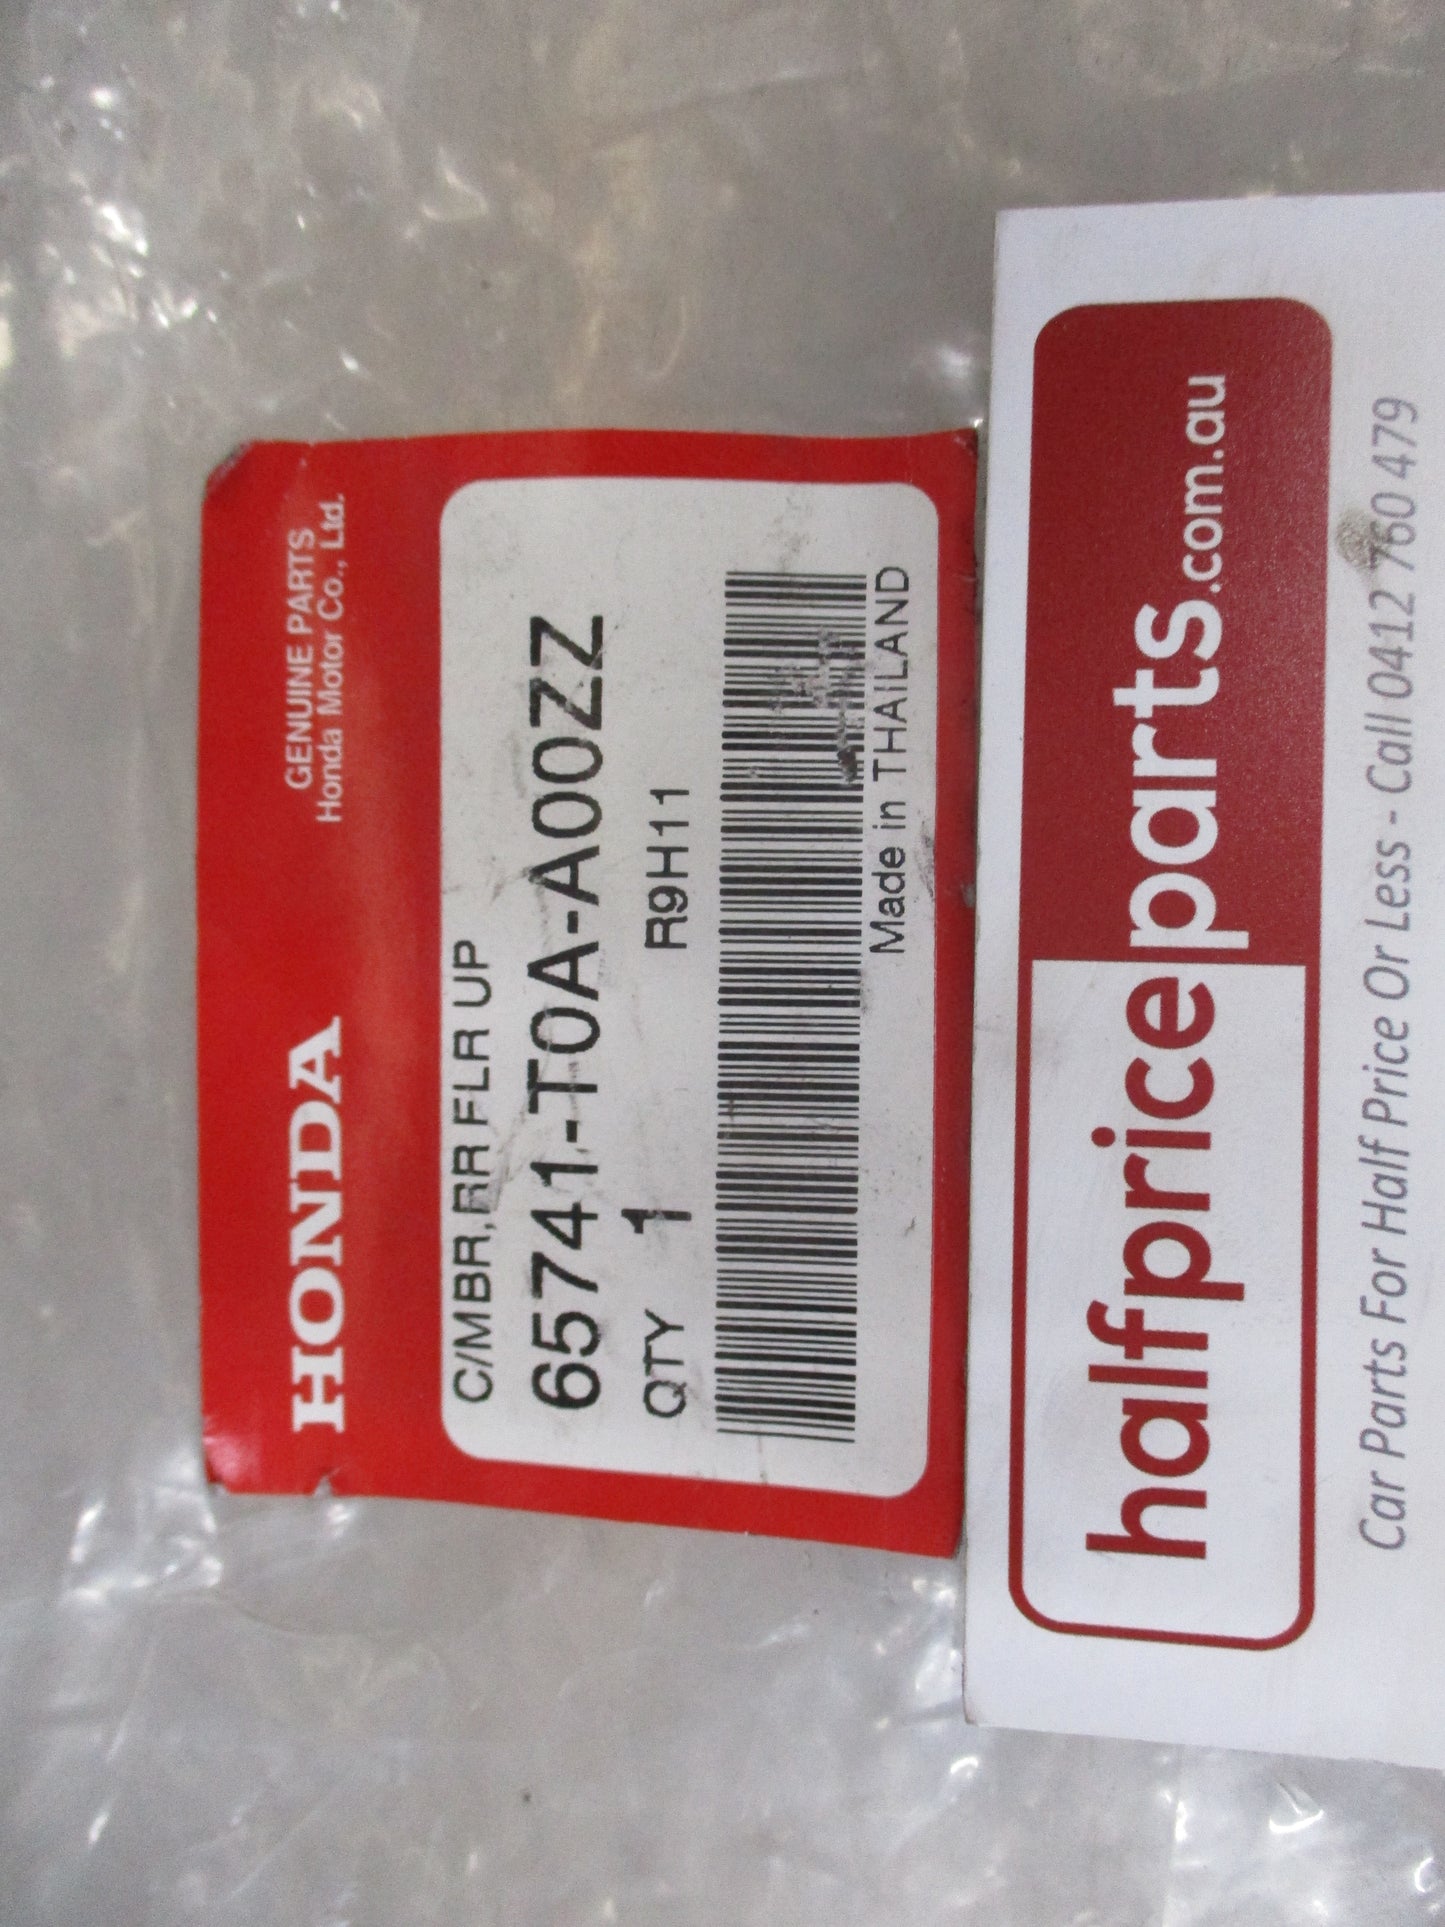 HONDA
GENUINE PARTS
Honda Motor Co., Ltd.
C/MBR,RR FLR UP
65741-T0A-A00ZZ
QTY 1 R9H11
Made in THAILAND
halfpriceparts.com.au
Car Parts For Half Price Or Less - Call 0412 760 479